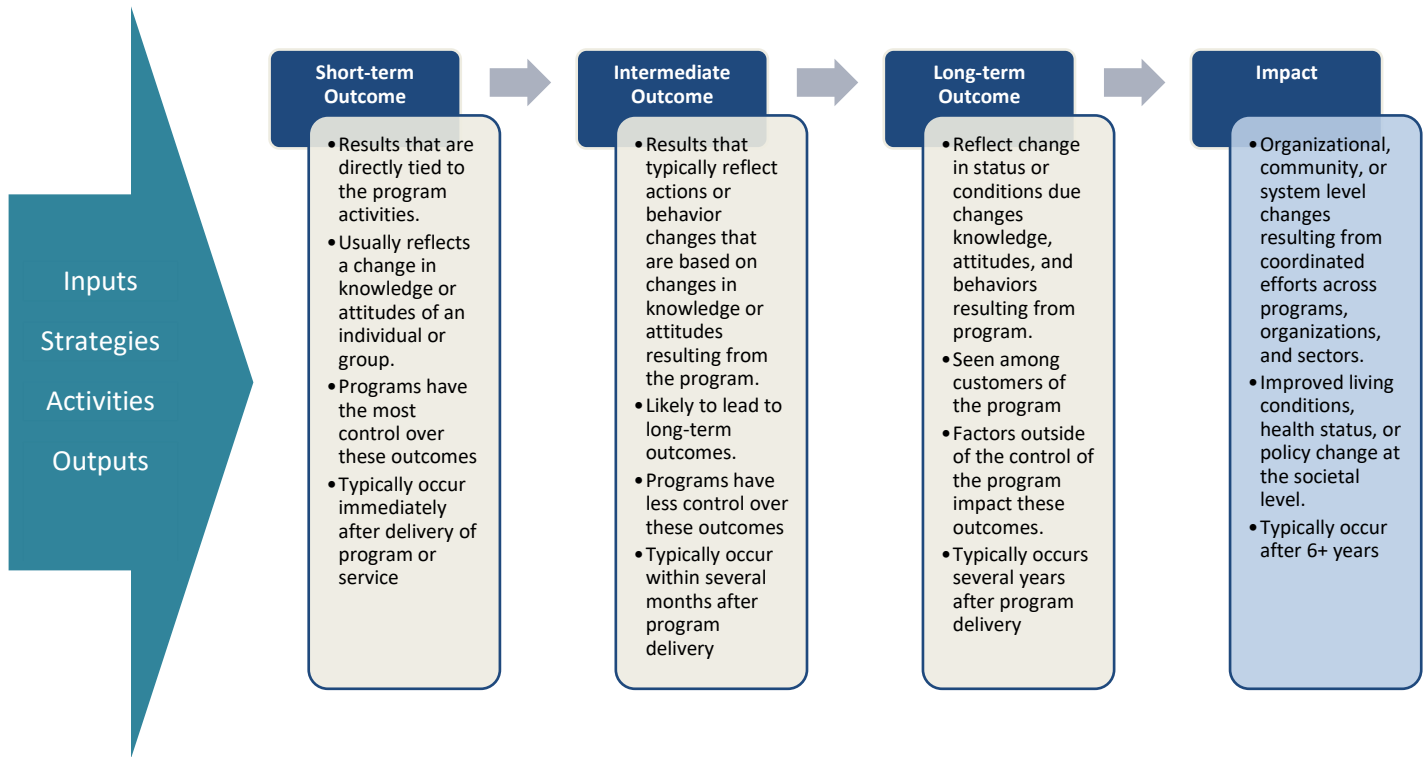 Inputs
Strategies
Activities
Outputs
Short-term
Outcome
•Results that are
directly tied to
the program
activities.
•Usually reflects
a change in
knowledge or
attitudes of an
individual or
group.
•Programs have
the most
control over
these outcomes
•Typically occur
immediately
after delivery of
program or
service
Intermediate
Outcome
•Results that
typically reflect
actions or
behavior
changes that
are based on
changes in
knowledge or
attitudes
resulting from
the program.
•Likely to lead to
long-term
outcomes.
•Programs have
less control over
these outcomes
•Typically occur
within several
months after
program
delivery
Long-term
Outcome
•Reflect change
in status or
conditions due
changes
knowledge,
attitudes, and
behaviors
resulting from
program.
•Seen among
customers of
the program
•Factors outside
of the control of
the program
impact these
outcomes.
•Typically occurs
several years
after program
delivery
Impact
•Organizational,
community, or
system level
changes
resulting from
coordinated
efforts across
programs,
organizations,
and sectors.
•Improved living
conditions,
health status, or
policy change at
the societal
level.
•Typically occur
after 6+ years